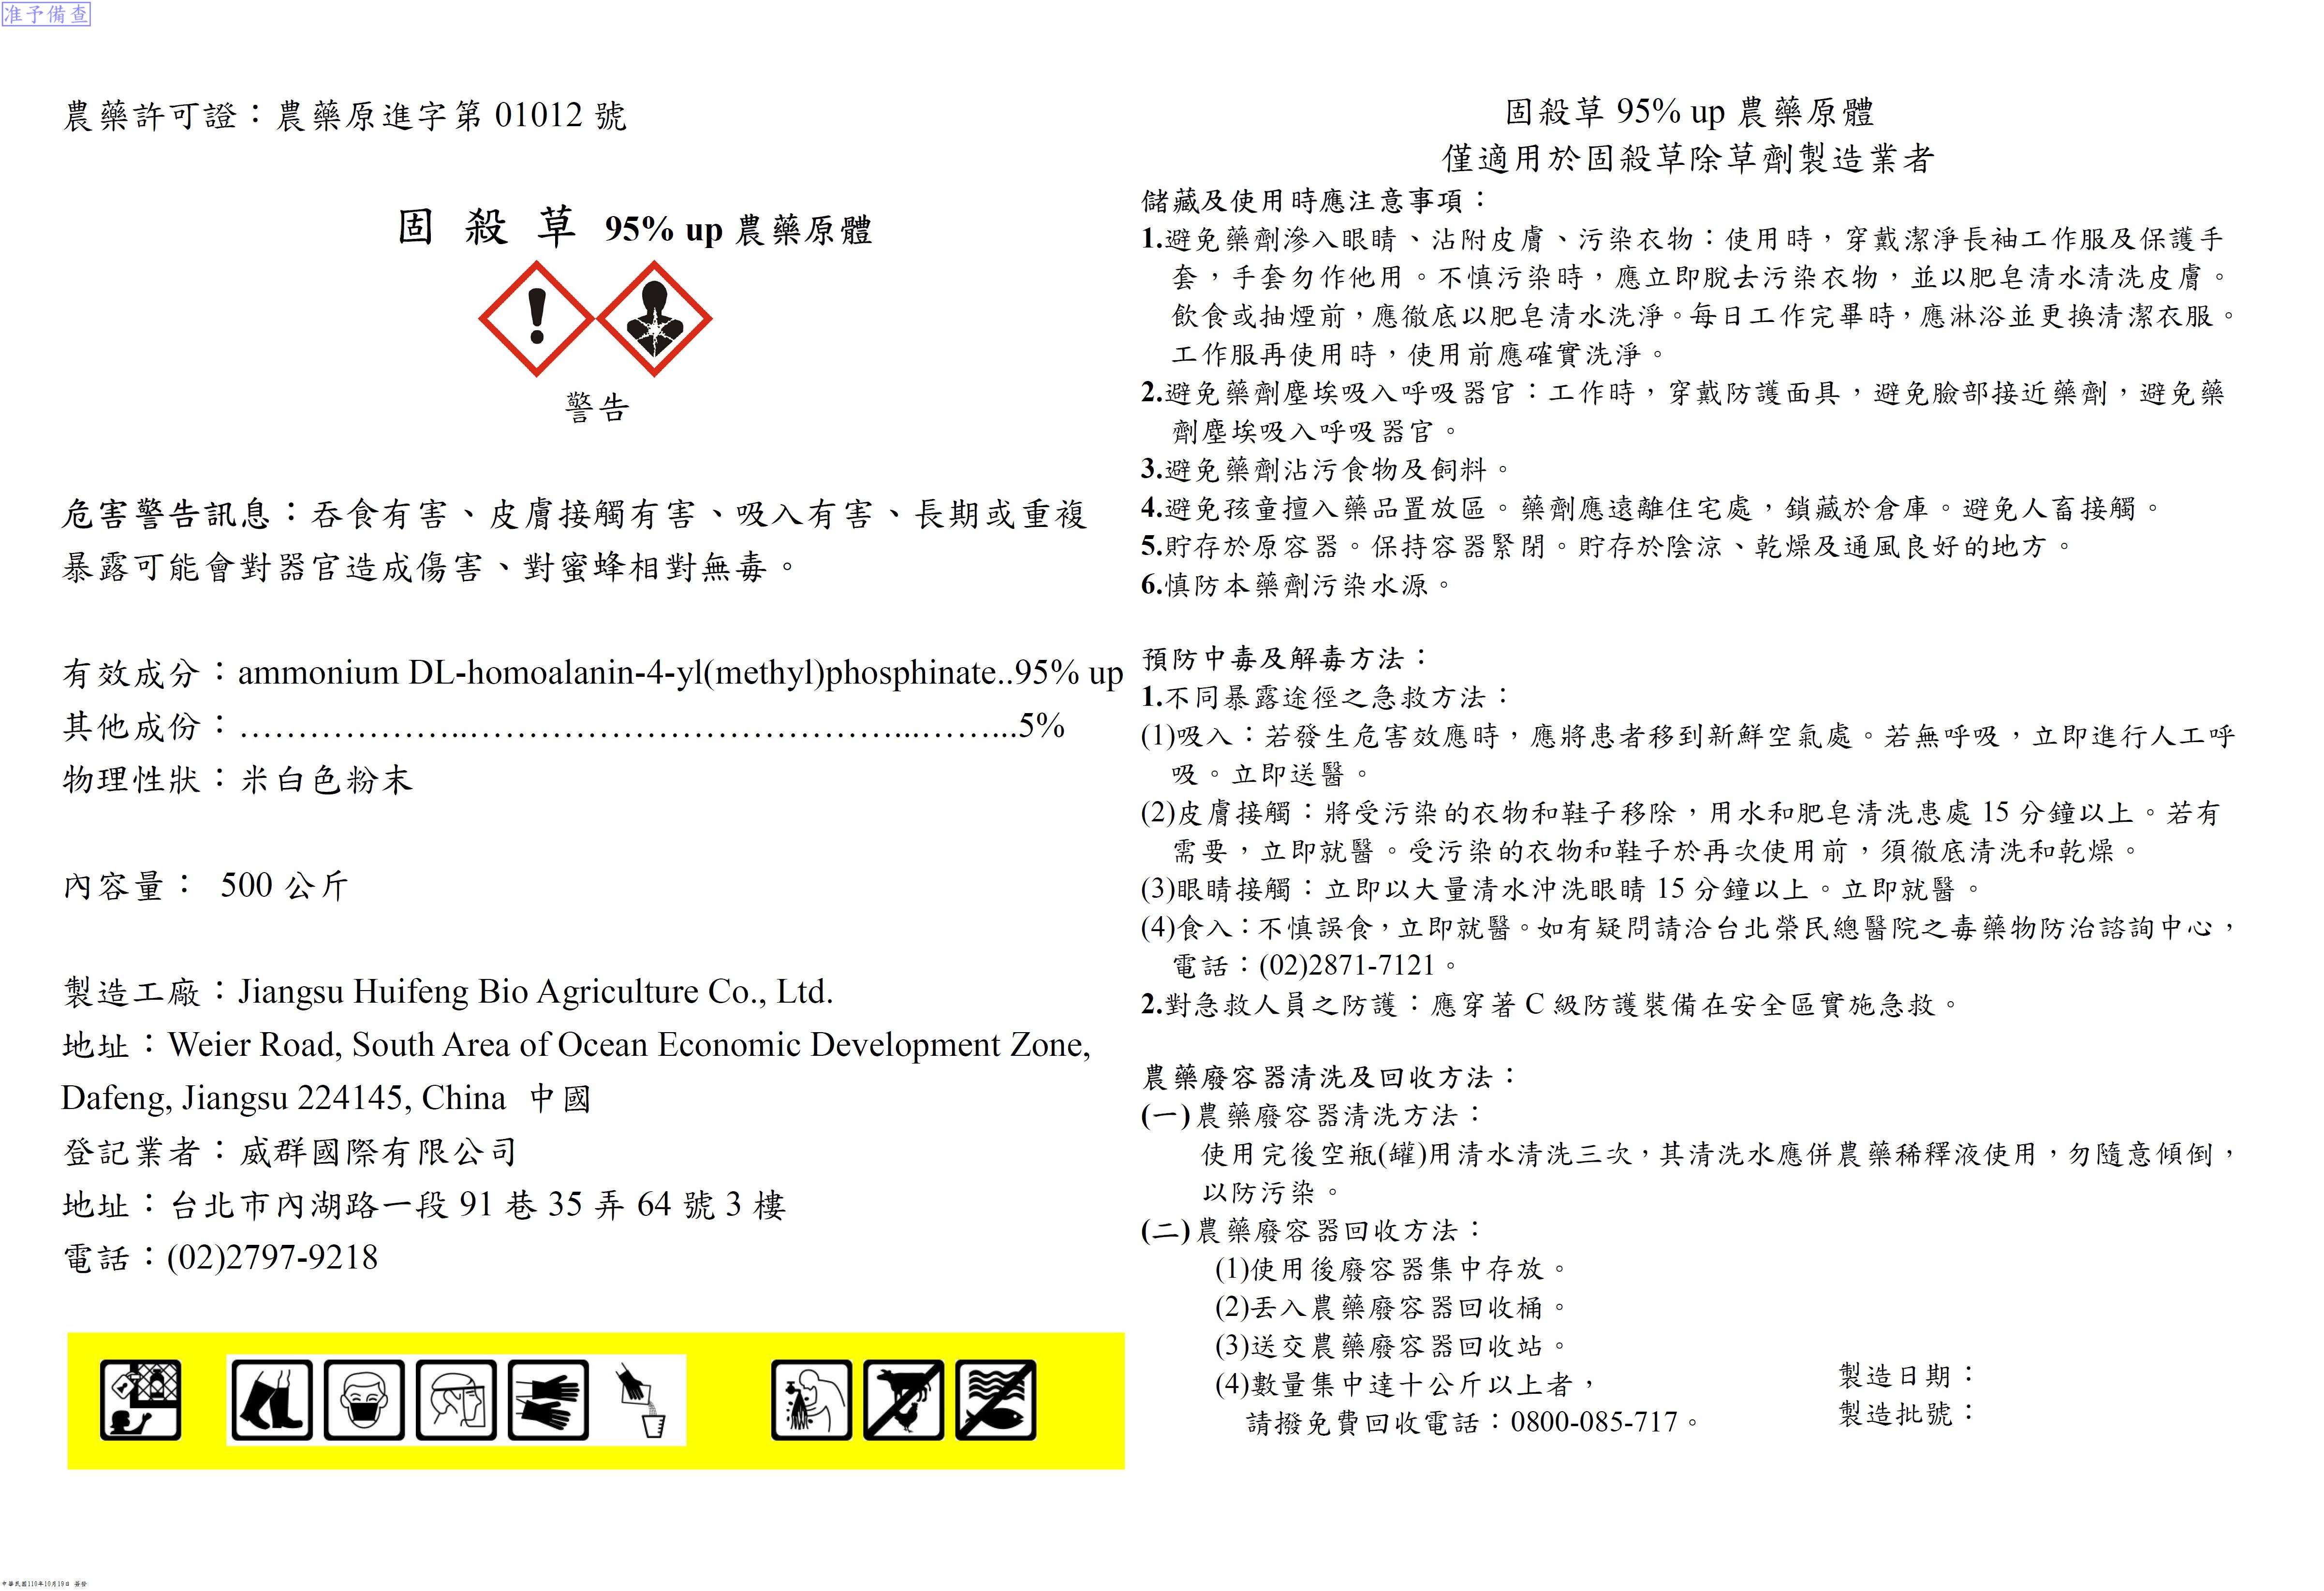 准予備查
農藥許可證：農藥原進字第 01012 號
固 殺 草 95% up 農藥原體
警告
危害警告訊息：吞食有害、皮膚接觸有害、吸入有害、長期或重複
暴露可能會對器官造成傷害、對蜜蜂相對無毒。
有效成分：ammonium DL-homoalanin-4-yl(methyl)phosphinate..95% up
其他成份：…………………..………………………………...……...5%
物理性狀：米白色粉末
內容量： 500 公斤
製造工廠：Jiangsu Huifeng Bio Agriculture Co., Ltd.
地址：Weier Road, South Area of Ocean Economic Development Zone,
Dafeng, Jiangsu 224145, China 中國
登記業者：威群國際有限公司
地址：台北市內湖路一段 91 巷 35 弄 64 號 3 樓
電話：(02)2797-9218
固殺草 95% up 農藥原體
僅適用於固殺草除草劑製造業者
儲藏及使用時應注意事項：
1.避免藥劑滲入眼睛、沾附皮膚、污染衣物：使用時，穿戴潔淨長袖工作服及保護手
套，手套勿作他用。不慎污染時，應立即脫去污染衣物，並以肥皂清水清洗皮膚。
飲食或抽煙前，應徹底以肥皂清水洗淨。每日工作完畢時，應淋浴並更換清潔衣服。
工作服再使用時，使用前應確實洗淨。
2.避免藥劑塵埃吸入呼吸器官：工作時，穿戴防護面具，避免臉部接近藥劑，避免藥
劑塵埃吸入呼吸器官。
3.避免藥劑沾污食物及飼料。
4.避免孩童擅入藥品置放區。藥劑應遠離住宅處，鎖藏於倉庫。避免人畜接觸。
5.貯存於原容器。保持容器緊閉。貯存於陰涼、乾燥及通風良好的地方。
6.慎防本藥劑污染水源。
預防中毒及解毒方法：
1.不同暴露途徑之急救方法：
(1)吸入：若發生危害效應時，應將患者移到新鮮空氣處。若無呼吸，立即進行人工呼
吸。立即送醫。
(2)皮膚接觸：將受污染的衣物和鞋子移除，用水和肥皂清洗患處 15 分鐘以上。若有
需要，立即就醫。受污染的衣物和鞋子於再次使用前，須徹底清洗和乾燥。
(3)眼睛接觸：立即以大量清水沖洗眼睛 15 分鐘以上。立即就醫。
(4)食入：不慎誤食，立即就醫。如有疑問請洽台北榮民總醫院之毒藥物防治諮詢中心，
電話：(02)2871-7121。
2.對急救人員之防護：應穿著 C 級防護裝備在安全區實施急救。
農藥廢容器清洗及回收方法：
(一)農藥廢容器清洗方法：
使用完後空瓶(罐)用清水清洗三次，其清洗水應併農藥稀釋液使用，勿隨意傾倒，
以防污染。
(二)農藥廢容器回收方法：
(1)使用後廢容器集中存放。
(2)丟入農藥廢容器回收桶。
(3)送交農藥廢容器回收站。
(4)數量集中達十公斤以上者，
請撥免費回收電話：0800-085-717。
製造日期：
製造批號：
中華民國110年10月19日